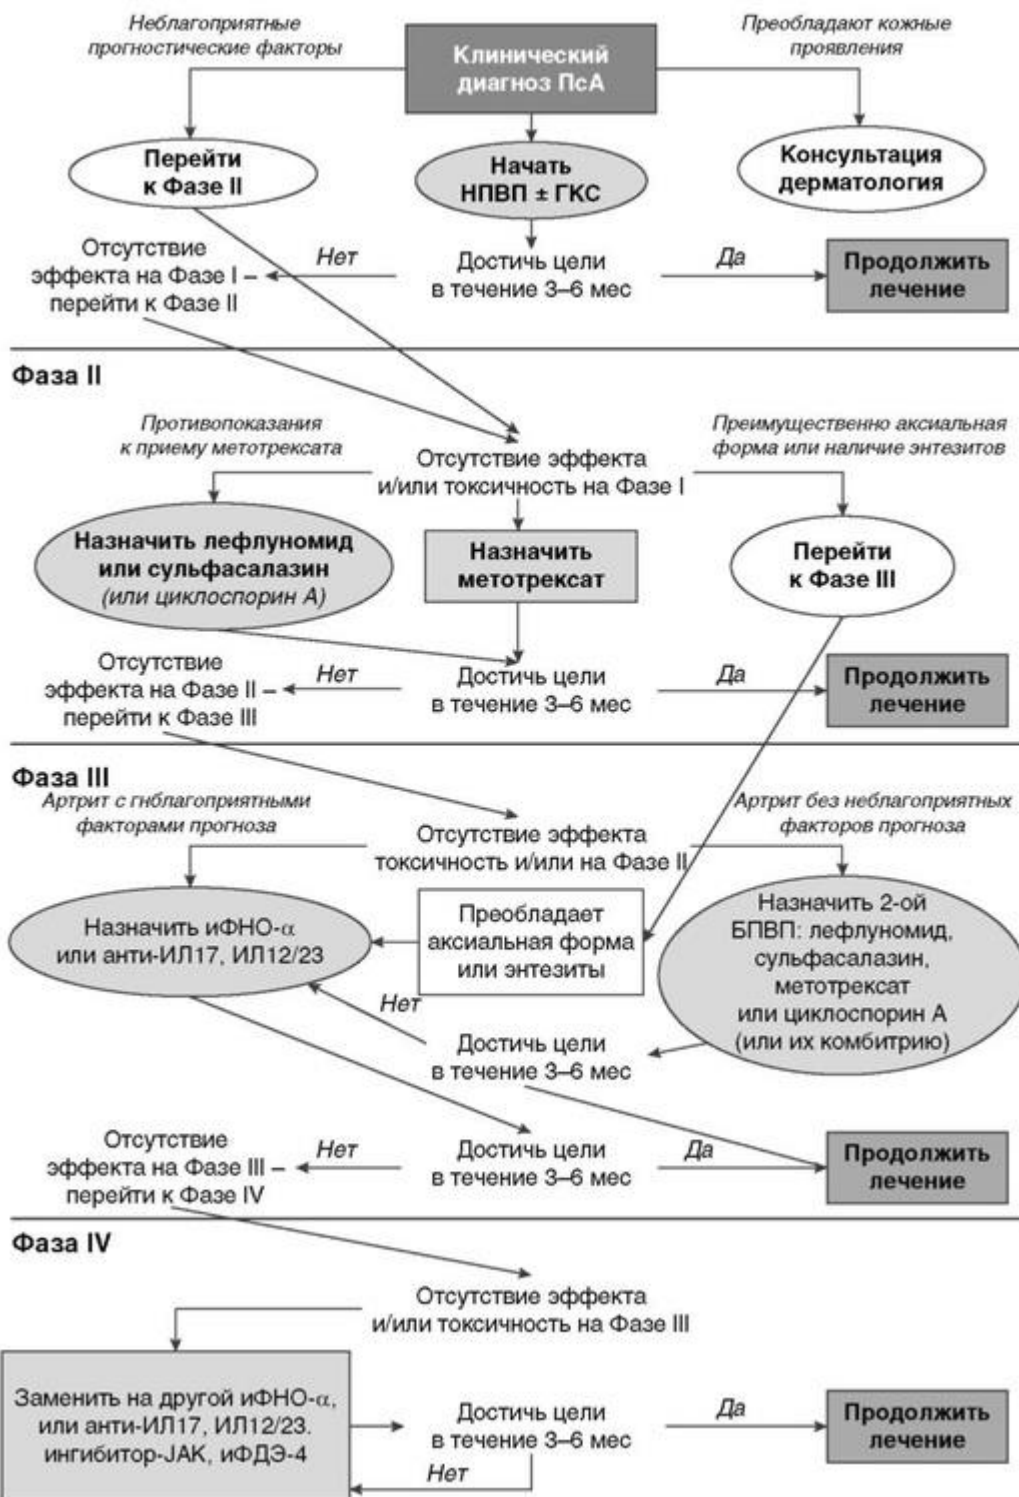 Неблагоприятные
прогностические факторы
Клинический
диагноз ПсА
Преобладают кожные
проявления
Перейти
к Фазе II
Начать
НПВП ± ГКС
Консультация
дерматология
Отсутствие
эффекта на Фазе I –
перейти к Фазе II
Нет
Достичь цели
в течение 3–6 мес
Да
Продолжить
лечение
Фаза II
Противопоказания
к приему метотрексата
Преимущественно аксиальная
форма или наличие энтезитов
Отсутствие эффекта
и/или токсичность на Фазе I
Назначить лефлуномид
или сульфасалазин
(или циклоспорин А)
Назначить
метотрексат
Перейти
к Фазе III
Отсутствие
эффекта на Фазе II –
перейти к Фазе III
Нет
Достичь цели
в течение 3–6 мес
Да
Продолжить
лечение
Фаза III
Артрит с гнблагоприятными
факторами прогноза
Артрит без неблагоприятных
факторов прогноза
Отсутствие эффекта
токсичность и/или на Фазе II
Назначить иФНО-α
или анти-ИЛ17, ИЛ12/23
Преобладает
аксиальная форма
или энтезиты
Назначить 2-ой
БПВП: лефлуномид,
сульфасалазин,
метотрексат
или циклоспорин А
(или их комбитрию)
Нет
Достичь цели
в течение 3–6 мес
Отсутствие
эффекта на Фазе III –
перейти к Фазе IV
Нет
Достичь цели
в течение 3–6 мес
Да
Продолжить
лечение
Фаза IV
Отсутствие эффекта
и/или токсичность на Фазе III
Заменить на другой иФНО-α,
или анти-ИЛ17, ИЛ12/23.
ингибитор-JAK, иФДЭ-4
Достичь цели
в течение 3–6 мес
Да
Продолжить
лечение
Нет